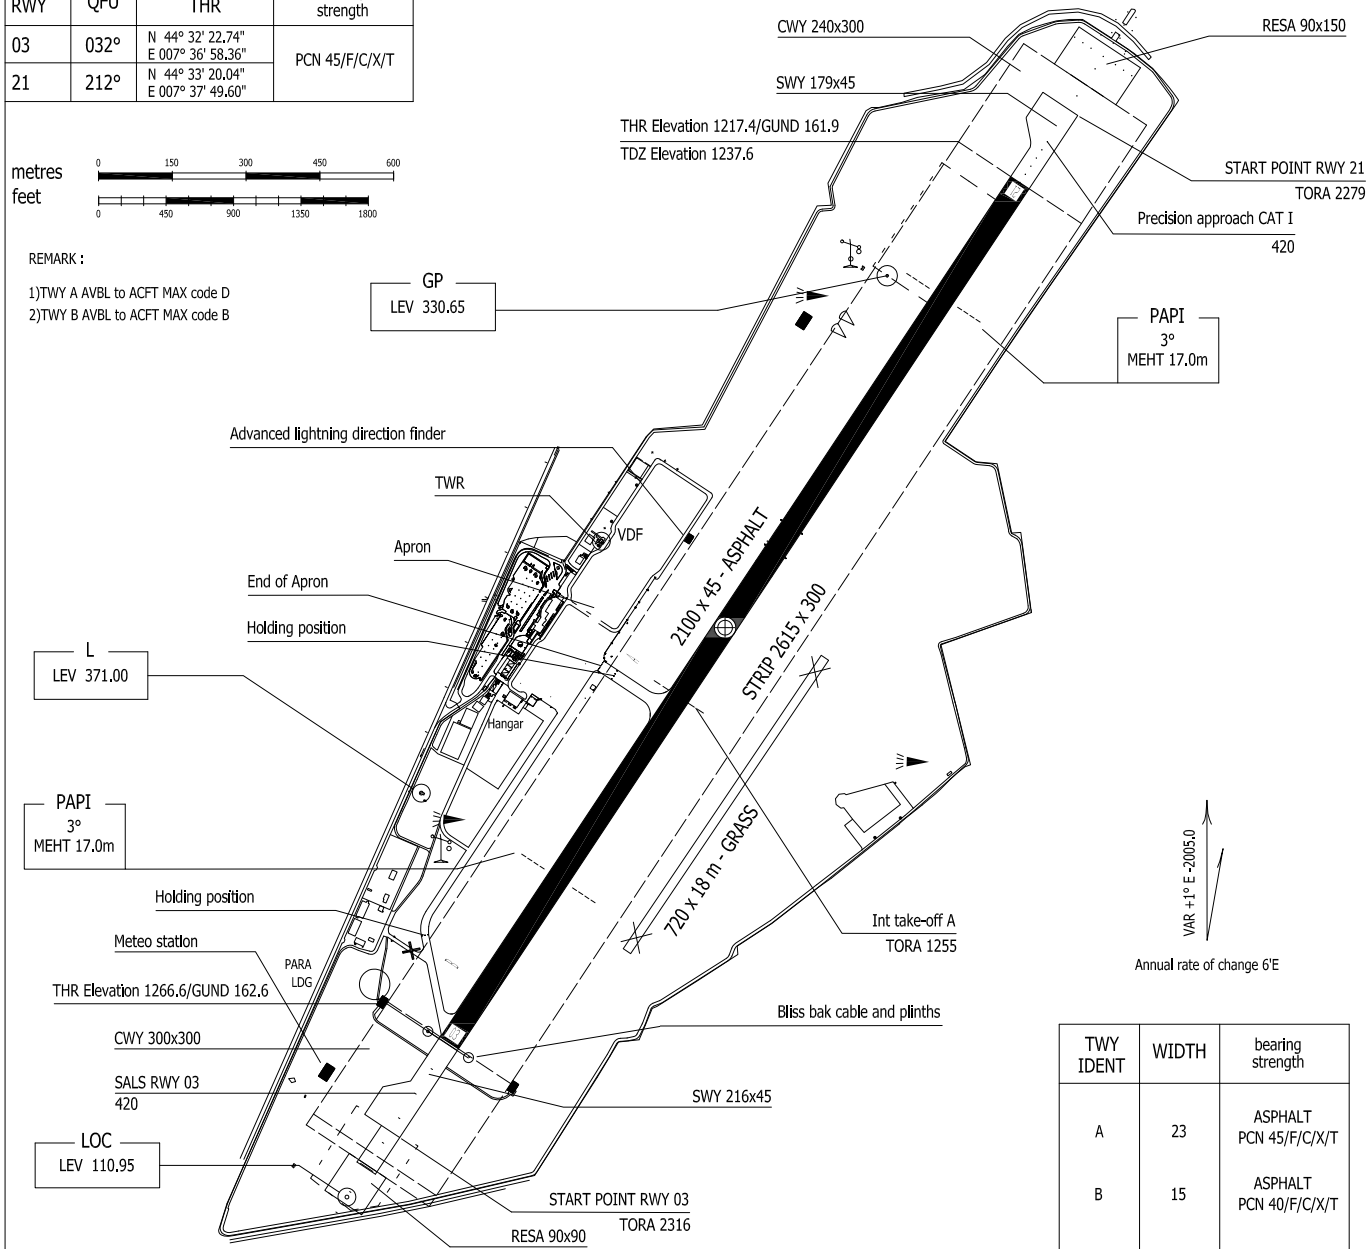 RWY QFU THR strength
03 032° N 44° 32' 22.74"
E 007° 36' 58.36"
PCN 45/F/C/X/T
21 212° N 44° 33' 20.04"
E 007° 37' 49.60"
metres
0 150 300 450 600
feet
0 450 900 1350 1800
REMARK :
1)TWY A AVBL to ACFT MAX code D
2)TWY B AVBL to ACFT MAX code B
CWY 240x300
RESA 90x150
SWY 179x45
THR Elevation 1217.4/GUND 161.9
TDZ Elevation 1237.6
START POINT RWY 21
TORA 2279
Precision approach CAT I
420
GP
LEV 330.65
PAPI
3°
MEHT 17.0m
21
Advanced lightning direction finder
TWR
VDF
Apron
End of Apron
Holding position
L
LEV 371.00
2100 x 45 - ASPHALT
STRIP 2615 x 300
Hangar
720 x 18 m - GRASS
PAPI
3°
MEHT 17.0m
Holding position
Meteo station
PARA
LDG
THR Elevation 1266.6/GUND 162.6
CWY 300x300
SALS RWY 03
420
LOC
LEV 110.95
03
Int take-off A
TORA 1255
Bliss bak cable and plinths
SWY 216x45
START POINT RWY 03
TORA 2316
RESA 90x90
VAR +1° E -2005.0
Annual rate of change 6'E
TWY
IDENT
WIDTH
bearing
strength
A 23 ASPHALT
PCN 45/F/C/X/T
B 15 ASPHALT
PCN 40/F/C/X/T